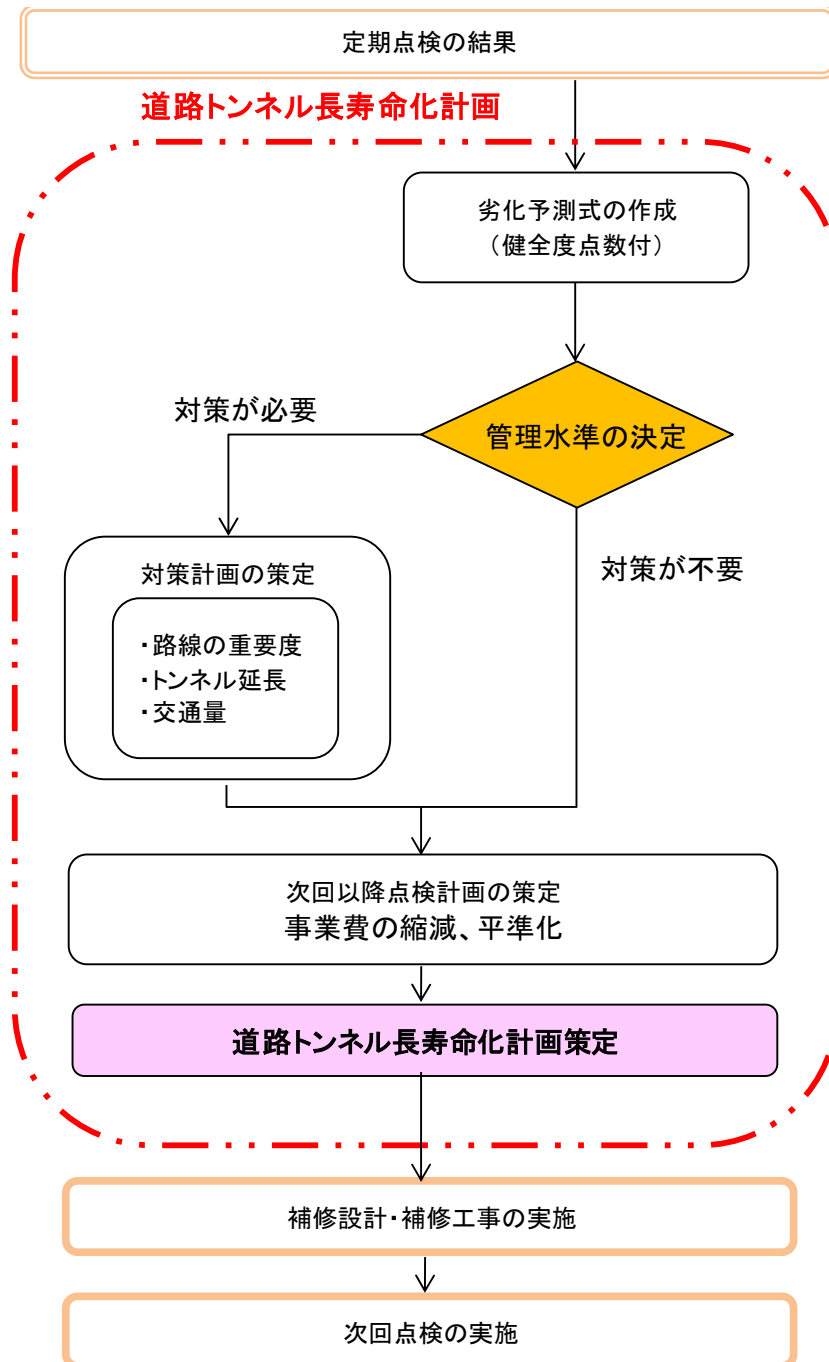 定期点検の結果
道路トンネル長寿命化計画
劣化予測式の作成
（健全度点数付）
管理水準の決定
対策が必要
対策が不要
対策計画の策定
・路線の重要度
・トンネル延長
・交通量
次回以降点検計画の策定
事業費の縮減、平準化
道路トンネル長寿命化計画策定
補修設計・補修工事の実施
次回点検の実施